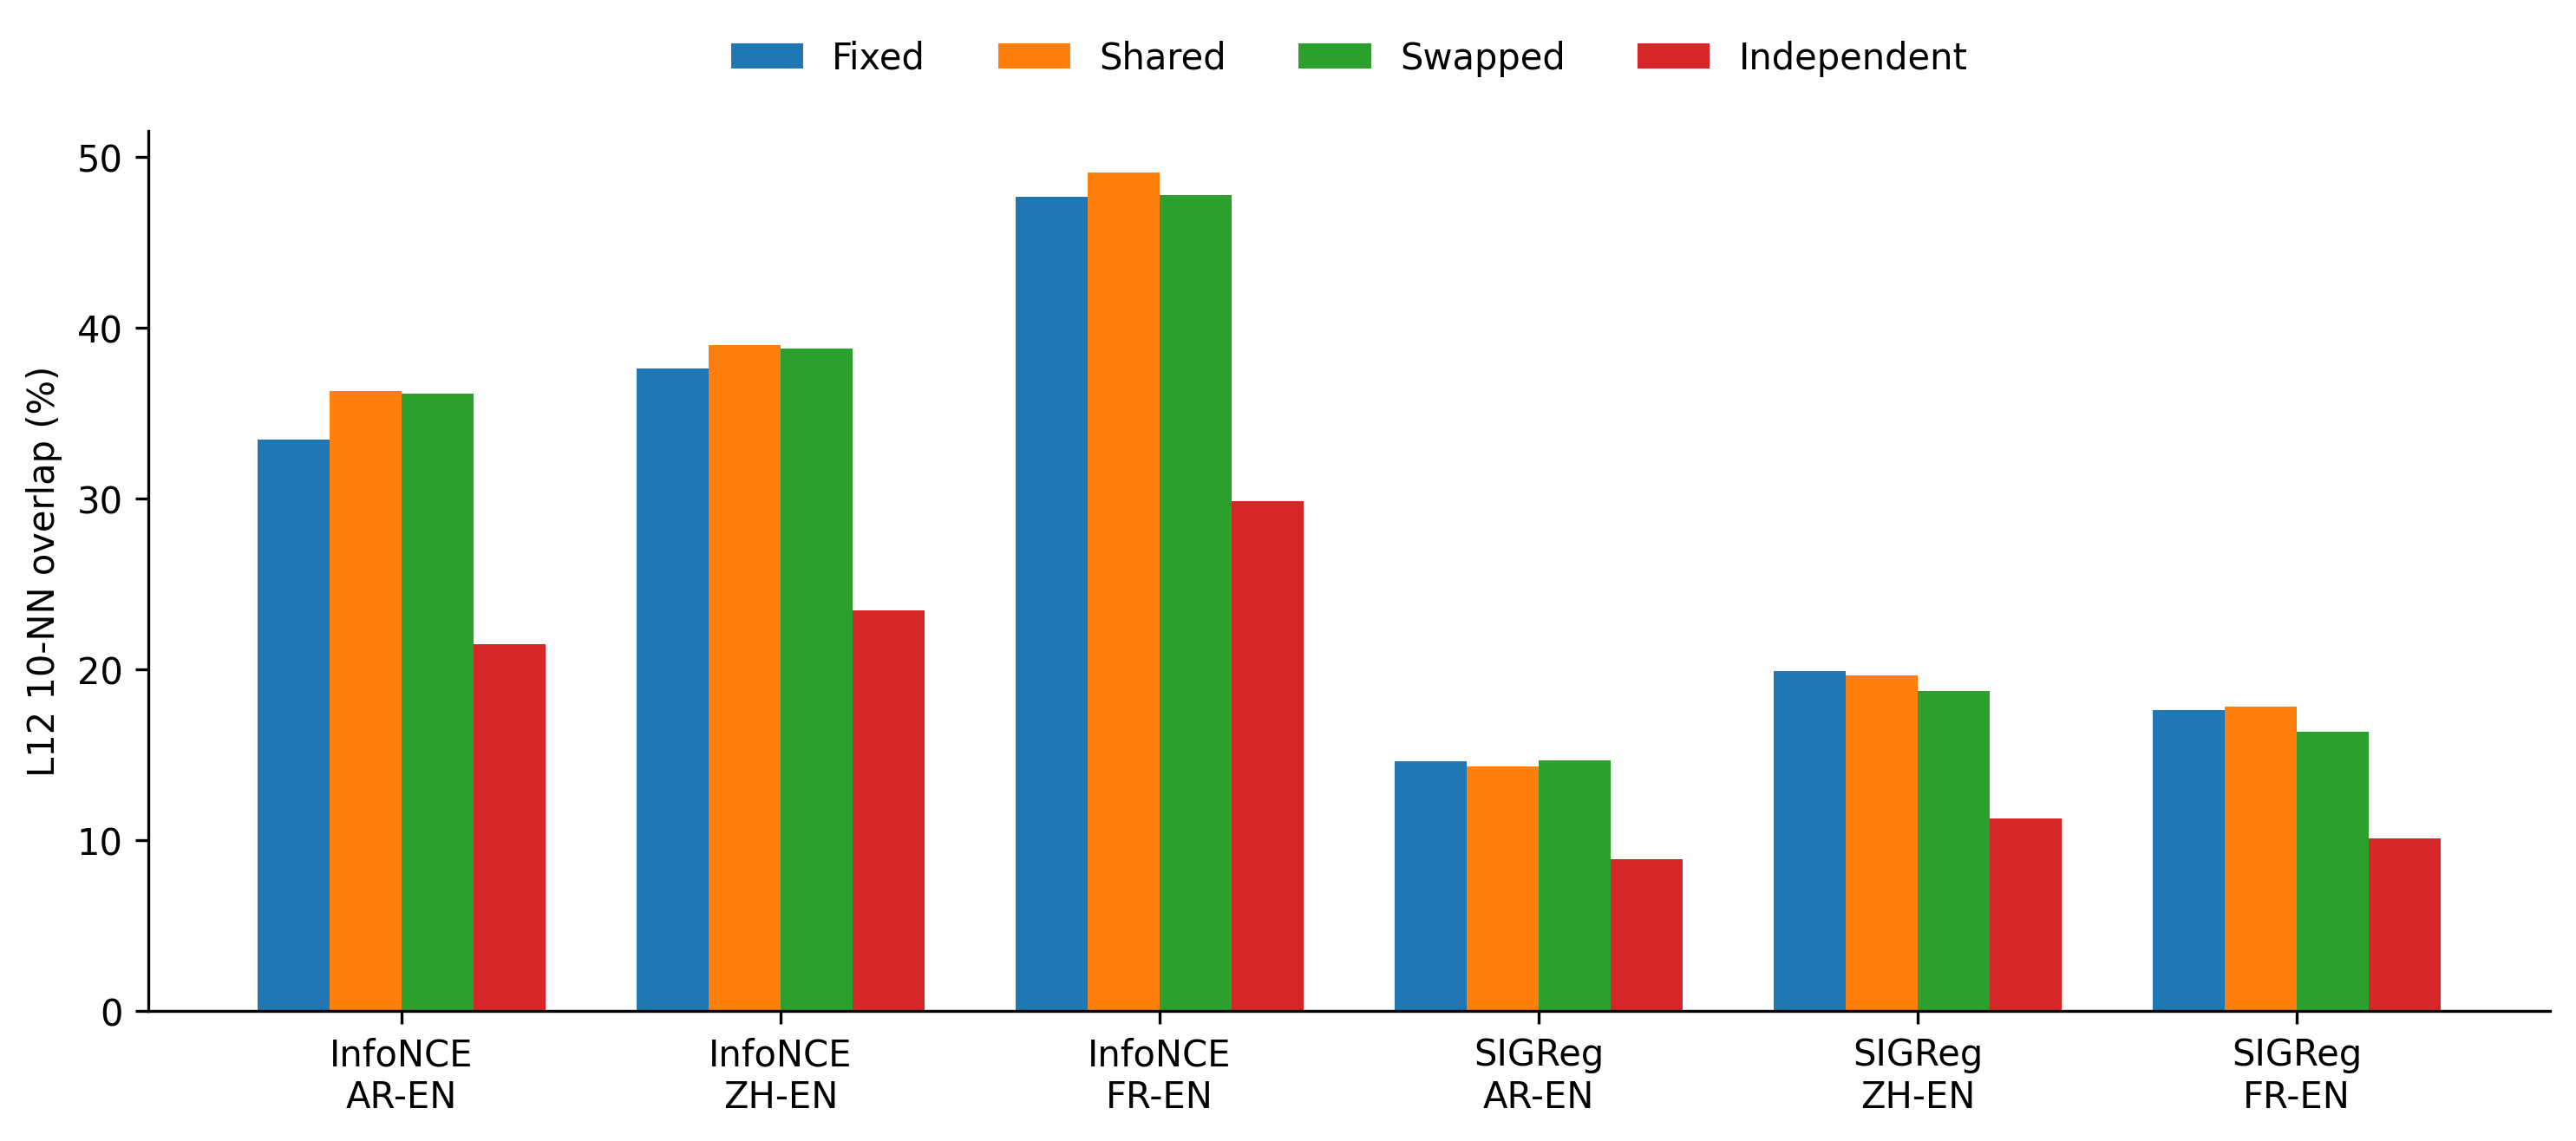 Fixed Shared Swapped Independent
L12 10-NN overlap (%)
50
40
30
20
10
0
InfoNCE
AR-EN
InfoNCE
ZH-EN
InfoNCE
FR-EN
SIGReg
AR-EN
SIGReg
ZH-EN
SIGReg
FR-EN